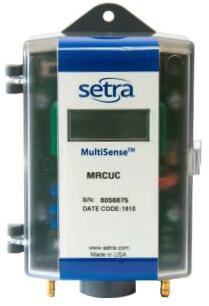 setra
MultiSense™
MRCUC
S/N: 8056675
DATE CODE:1818
www.setra.com
Made in USA